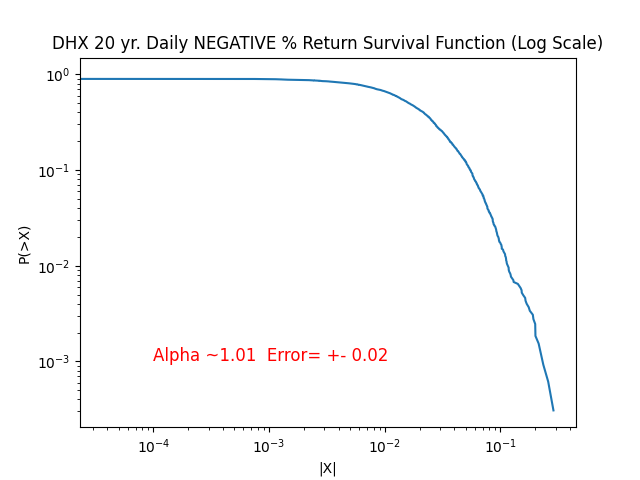 DHX 20 yr. Daily NEGATIVE % Return Survival Function (Log Scale)
10⁰
10⁻¹
10⁻²
10⁻³
P(>X)
Alpha ~1.01  Error= +- 0.02
10⁻⁴ 10⁻³ 10⁻² 10⁻¹
|X|